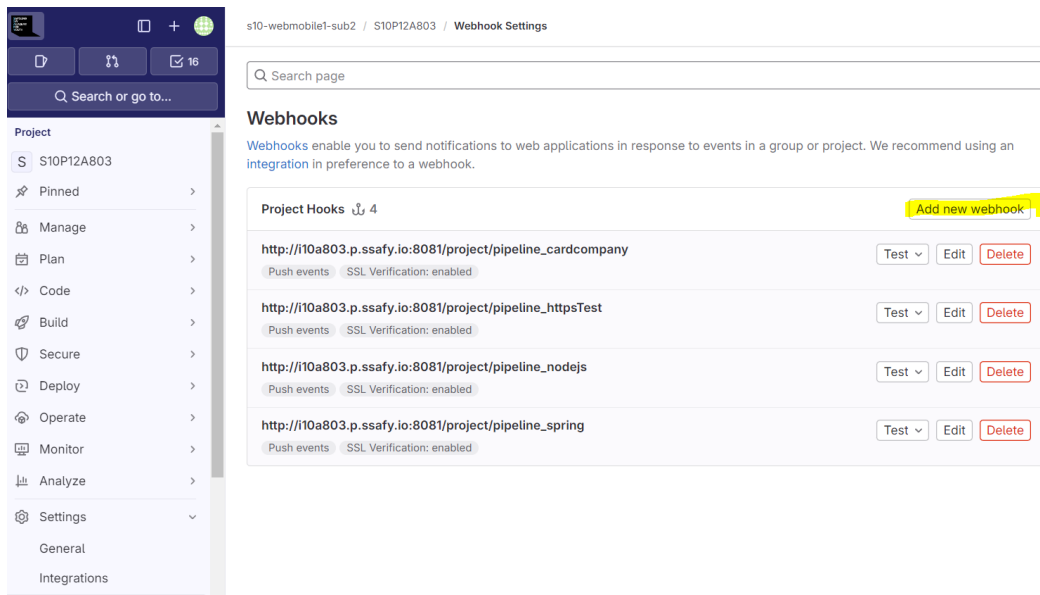 16
Search or go to...
Project
S S10P12A803
Pinned
Manage
Plan
Code
Build
Secure
Deploy
Operate
Monitor
Analyze
Settings
General
Integrations
s10-webmobile1-sub2 / S10P12A803 / Webhook Settings
Search page
Webhooks
Webhooks enable you to send notifications to web applications in response to events in a group or project. We recommend using an
integration in preference to a webhook.
Project Hooks 4
Add new webhook
http://i10a803.p.ssafy.io:8081/project/pipeline_cardcompany
Test Edit Delete
Push events SSL Verification: enabled
http://i10a803.p.ssafy.io:8081/project/pipeline_httpsTest
Test Edit Delete
Push events SSL Verification: enabled
http://i10a803.p.ssafy.io:8081/project/pipeline_nodejs
Test Edit Delete
Push events SSL Verification: enabled
http://i10a803.p.ssafy.io:8081/project/pipeline_spring
Test Edit Delete
Push events SSL Verification: enabled